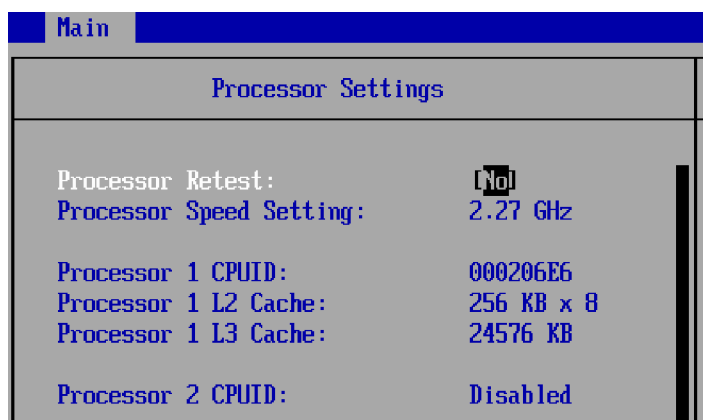 Main
Processor Settings
Processor Retest: [No]
Processor Speed Setting: 2.27 GHz
Processor 1 CPUID: 000206E6
Processor 1 L2 Cache: 256 KB x 8
Processor 1 L3 Cache: 24576 KB
Processor 2 CPUID: Disabled